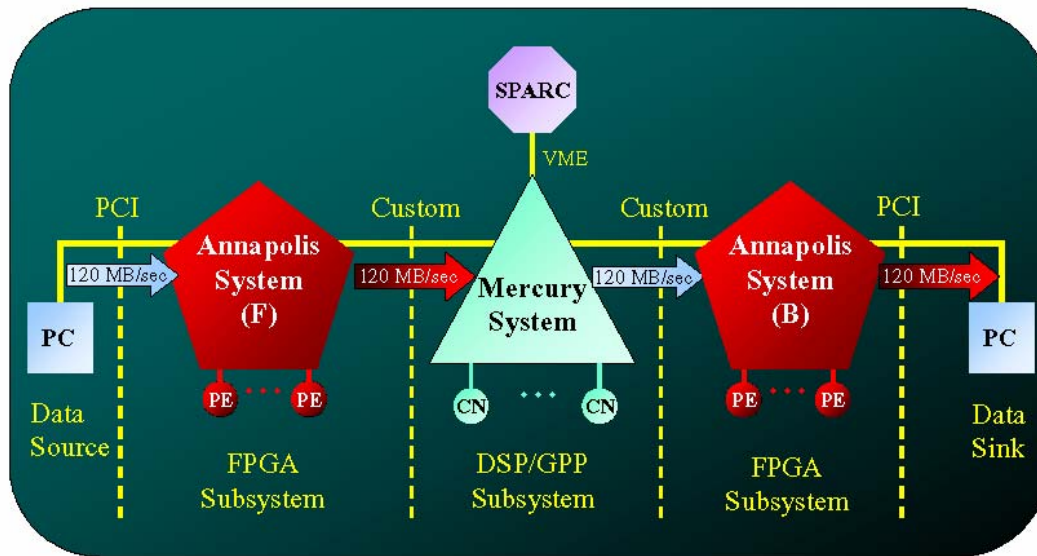 SPARC
VME
PCI
Custom
Custom
PCI
Annapolis
System
(F)
Annapolis
System
(B)
120 MB/sec
120 MB/sec
120 MB/sec
120 MB/sec
Mercury
System
PC
PC
PE
PE
CN
CN
PE
PE
Data
Source
FPGA
Subsystem
DSP/GPP
Subsystem
FPGA
Subsystem
Data
Sink